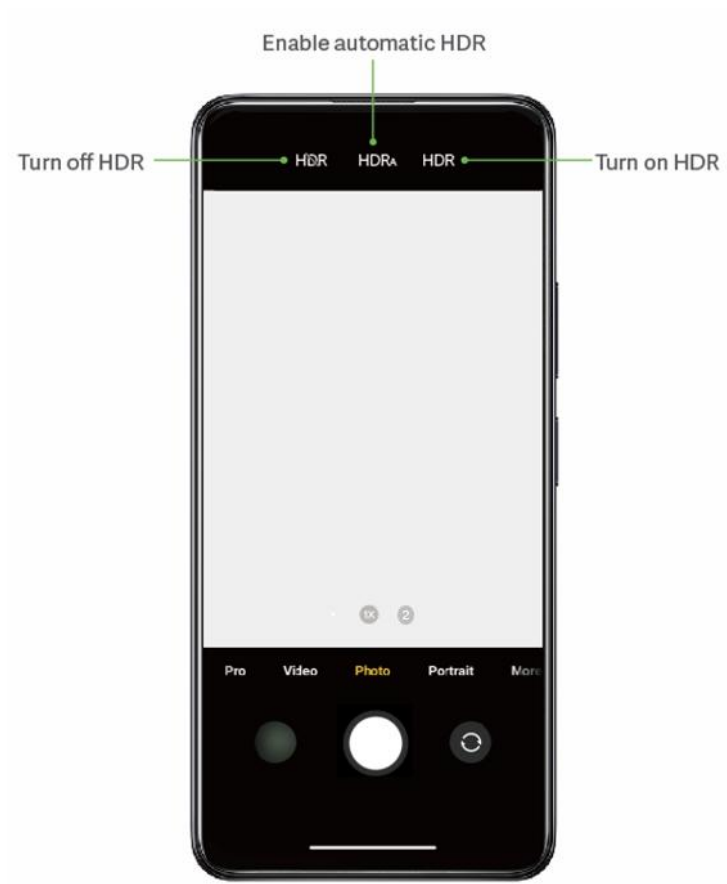 Enable automatic HDR
Turn off HDR
HDR HDRA HDR
Turn on HDR
1X 2
Pro Video Photo Portrait More